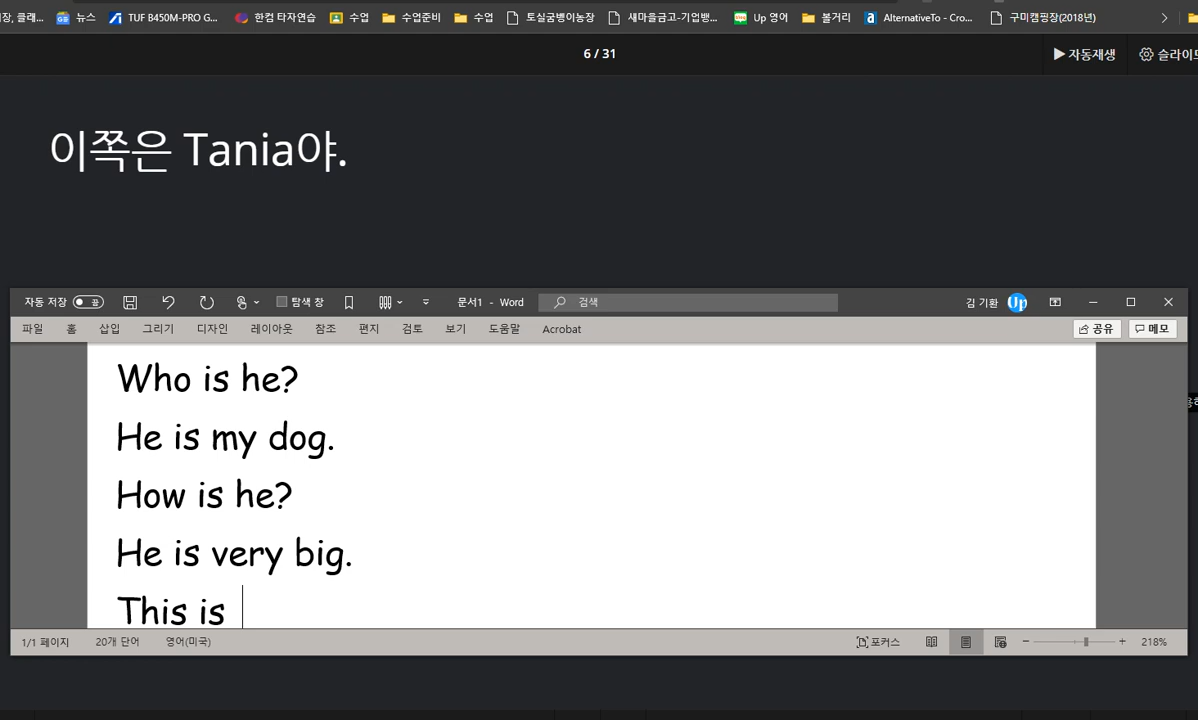 장, 클래... 뉴스 TUF B450M-PRO G... 한컴 타자연습 수업 수업준비 수업 토실굼벵이농장 새마을금고-기업뱅... Up 영어 볼거리 AlternativeTo - Cro... 구미캠핑장(2018년)
6 / 31
자동재생
슬라이드
이쪽은 Tania야.
자동 저장 끔 탐색 창 문서1 - Word 검색 김 기환 Up
파일 홈 삽입 그리기 디자인 레이아웃 참조 편지 검토 보기 도움말 Acrobat 공유 메모
Who is he?
He is my dog.
How is he?
He is very big.
This is
1/1 페이지 20개 단어 영어(미국) 포커스 218%